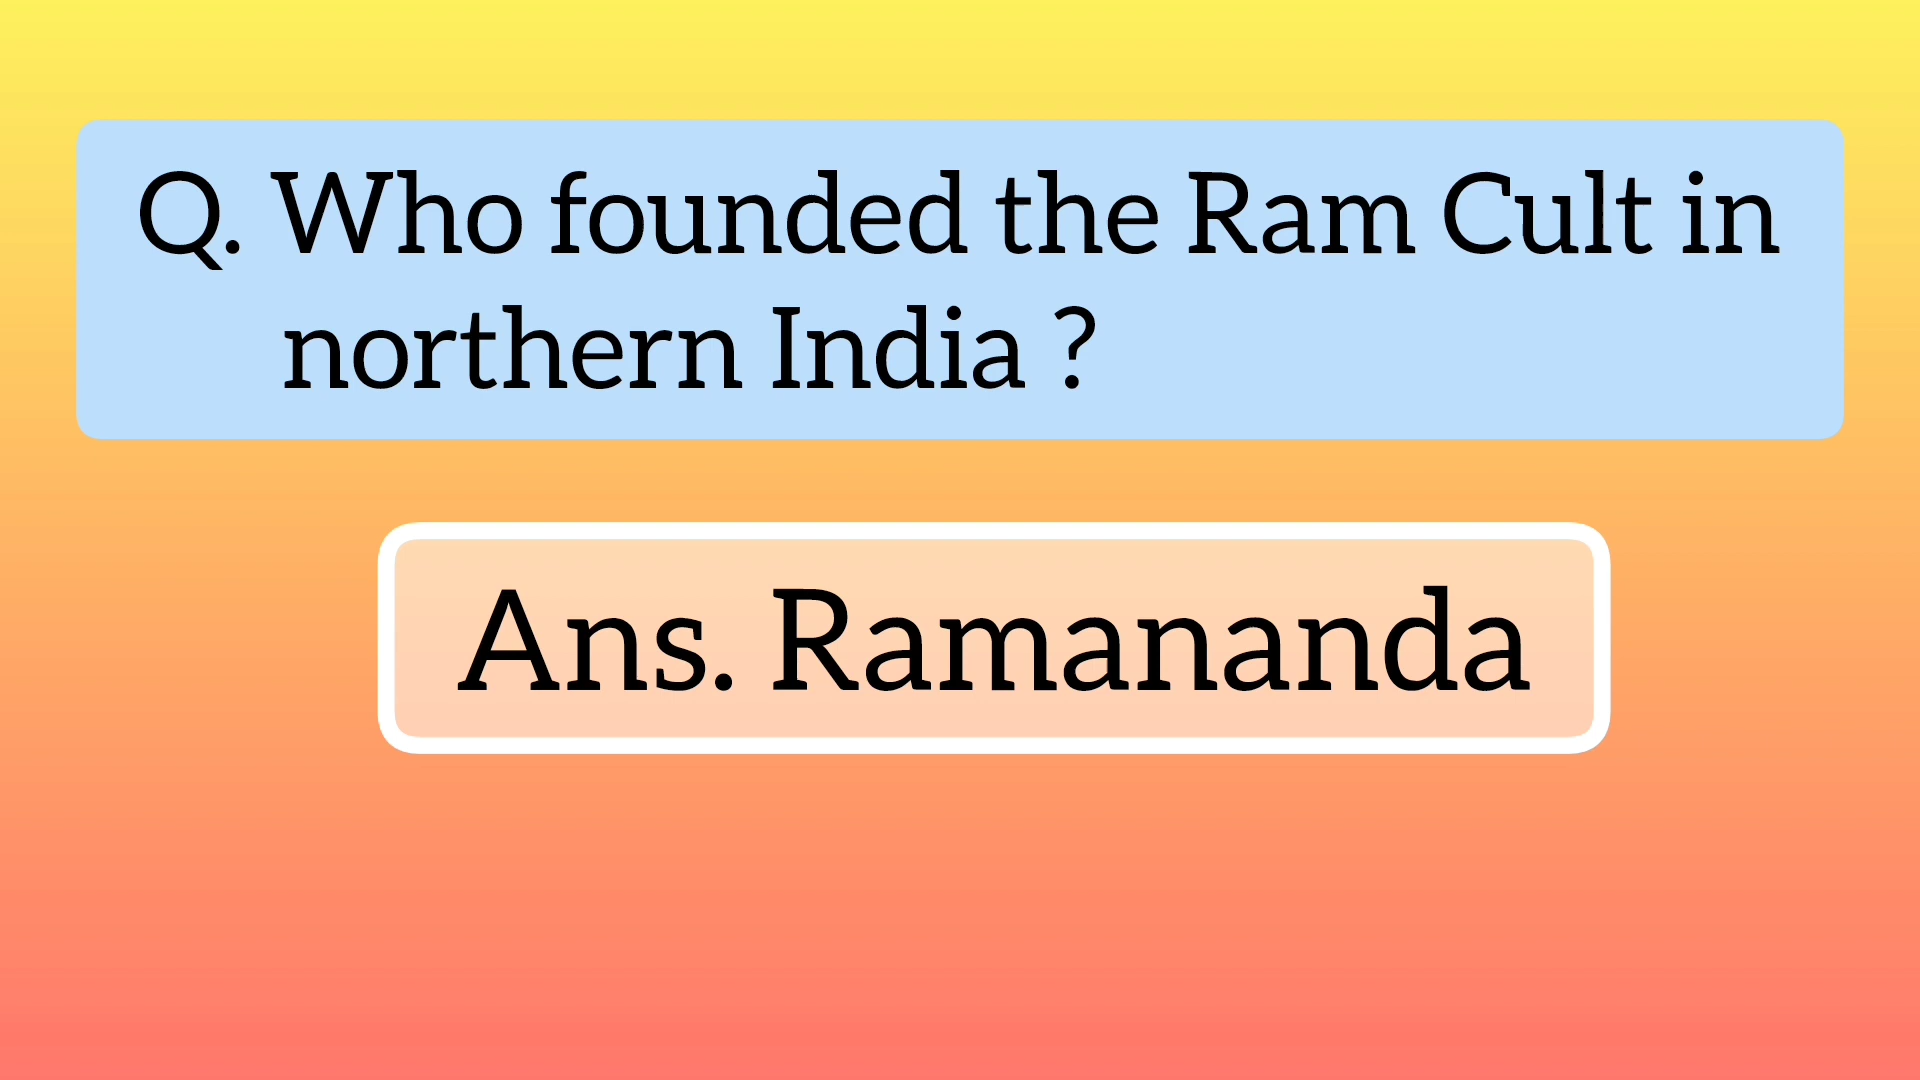 Q. Who founded the Ram Cult in
northern India ?
Ans. Ramananda